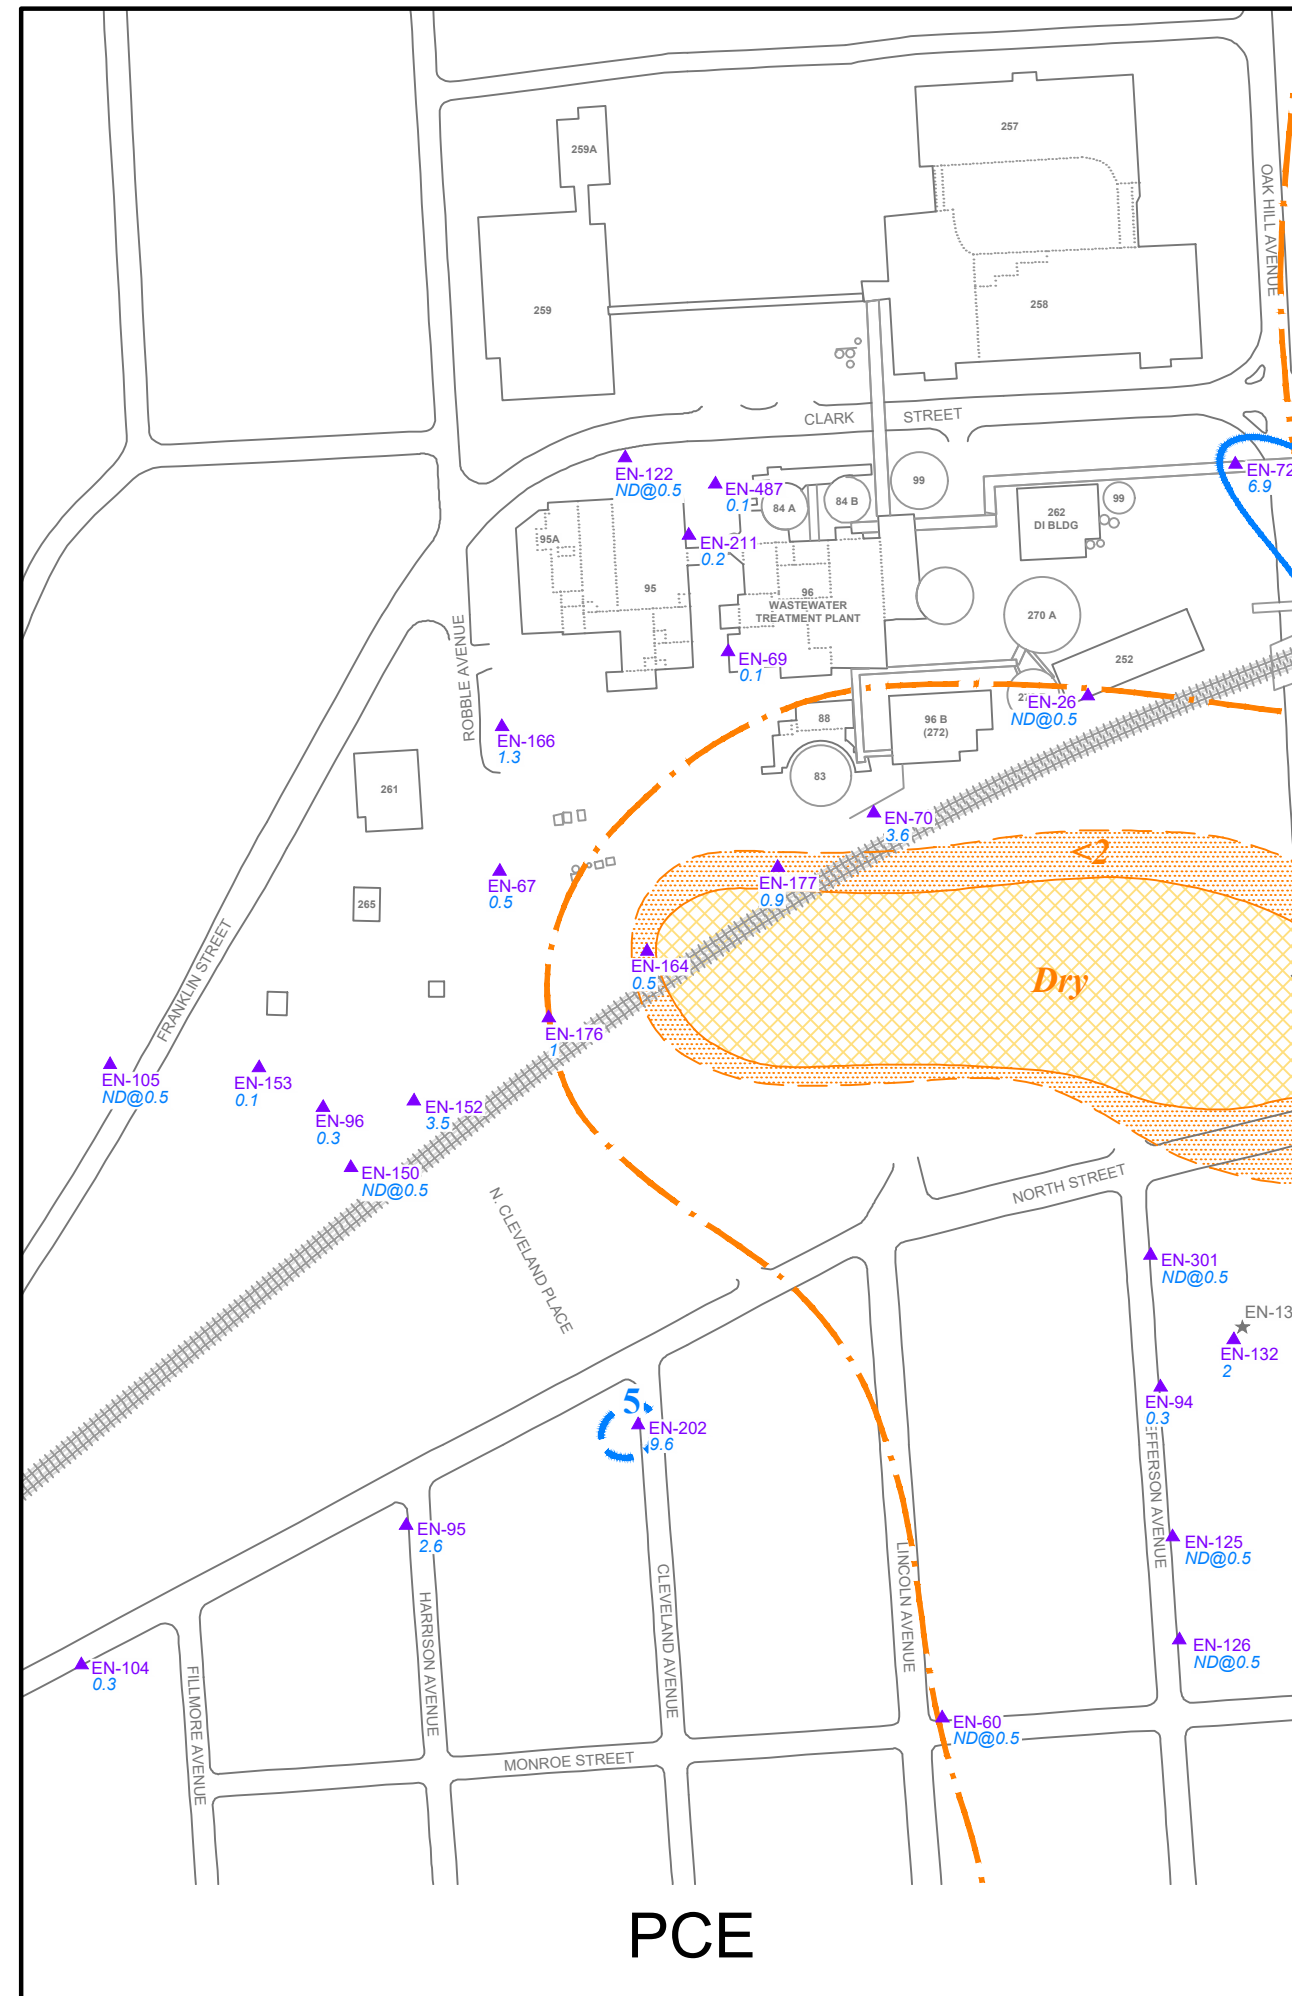 257
259A
OAK HILL AVENUE
259
258
CLARK STREET
EN-122
ND@0.5
EN-487
0.1
84 A
84 B
99
EN-72
6.9
99
262
DI BLDG
95A
EN-211
0.2
95
96
WASTEWATER
TREATMENT PLANT
270 A
ROBBLE AVENUE
EN-69
0.1
252
EN-26
ND@0.5
88
96 B
(272)
EN-166
1.3
83
261
EN-70
3.6
<2
EN-67
0.5
EN-177
0.9
265
FRANKLIN STREET
EN-164
0.5
Dry
EN-176
1
EN-105
ND@0.5
EN-153
0.1
EN-96
0.3
EN-152
3.5
EN-150
ND@0.5
NORTH STREET
N. CLEVELAND PLACE
EN-301
ND@0.5
EN-13
EN-132
2
EN-94
0.3
5
EN-202
9.6
EFFERSON AVENUE
EN-95
2.6
EN-125
ND@0.5
LINCOLN AVENUE
CLEVELAND AVENUE
HARRISON AVENUE
EN-126
ND@0.5
EN-104
0.3
FILLMORE AVENUE
EN-60
ND@0.5
MONROE STREET
PCE